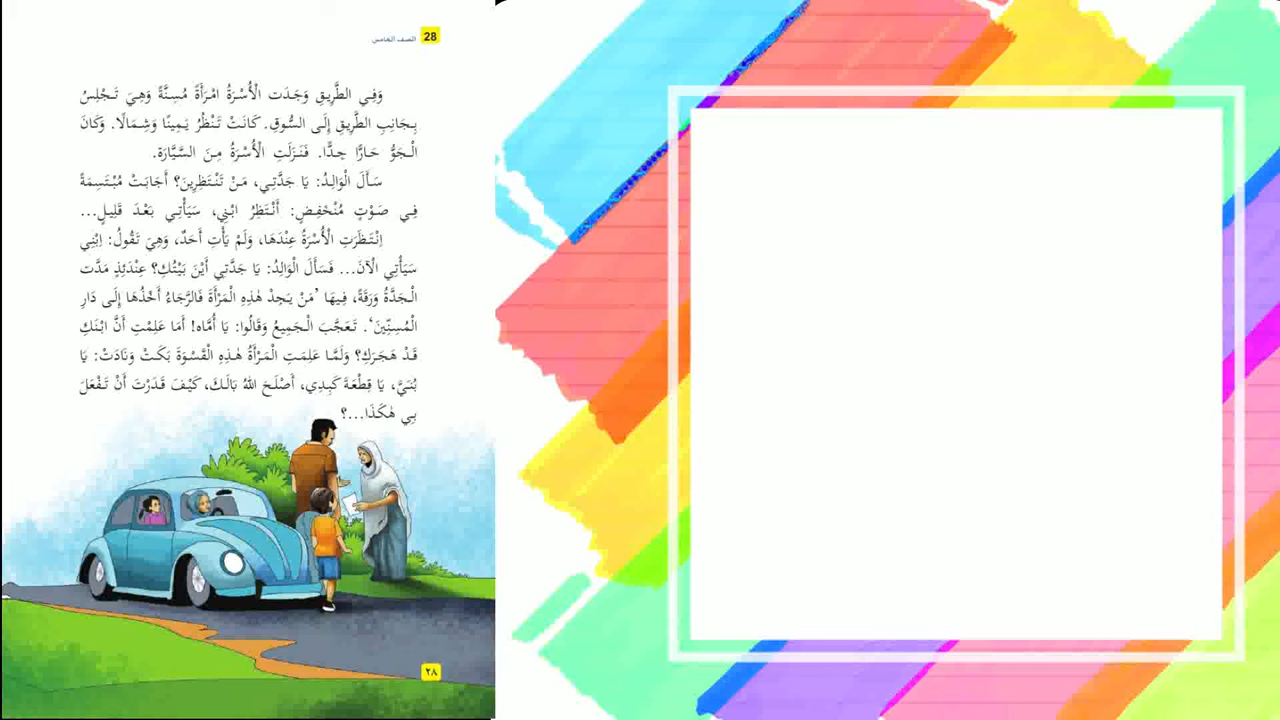 28 الصف الخامس
وَفِي الطَّرِيقِ وَجَدَت الْأُسْرَةُ امْرَأَةً مُسِنَّةً وَهِيَ تَجْلِسُ
بِجَانِبِ الطَّرِيقِ إِلَى السُّوقِ. كَانَتْ تَنْظُرُ يَمِينًا وَشِمَالًا. وَكَانَ
الْجَوُّ حَارًّا جِدًّا. فَنَزَلَتِ الْأُسْرَةُ مِنَ السَّيَّارَة.
سَأَلَ الْوَالِدُ: يَا جَدَّتِي، مَنْ تَنْتَظِرِينَ؟ أَجَابَتْ مُبْتَسِمَةً
فِي صَوْتٍ مُنْخَفِضٍ: أَنْتَظِرُ ابْنِي، سَيَأْتِي بَعْدَ قَلِيلٍ...
اِنْتَظَرَتِ الْأُسْرَةُ عِنْدَهَا، وَلَمْ يَأْتِ أَحَدٌ، وَهِيَ تَقُولُ: اِبْنِي
سَيَأْتِي الْآنَ... فَسَأَلَ الْوَالِدُ: يَا جَدَّتِي أَيْنَ بَيْتُكِ؟ عِنْدَئِذٍ مَدَّت
الْجَدَّةُ وَرَقَةً، فِيهَا ’مَنْ يَجِدْ هٰذِهِ الْمَرْأَةَ فَالرَّجَاءُ أَخْذُهَا إِلَى دَارِ
الْمُسِنِّينَ‘. تَعَجَّبَ الْجَمِيعُ وَقَالُوا: يَا أُمَّاه! أَمَا عَلِمْتِ أَنَّ ابْنَكِ
قَدْ هَجَرَكِ؟ وَلَمَّا عَلِمَتِ الْمَرْأَةُ هٰذِهِ الْقَسْوَةَ بَكَتْ وَنَادَتْ: يَا
بُنَيَّ، يَا قِطْعَةَ كَبِدِي، أَصْلَحَ اللهُ بَالَكَ، كَيْفَ قَدَرْتَ أَنْ تَفْعَلَ
بِي هٰكَذَا...؟
٢٨